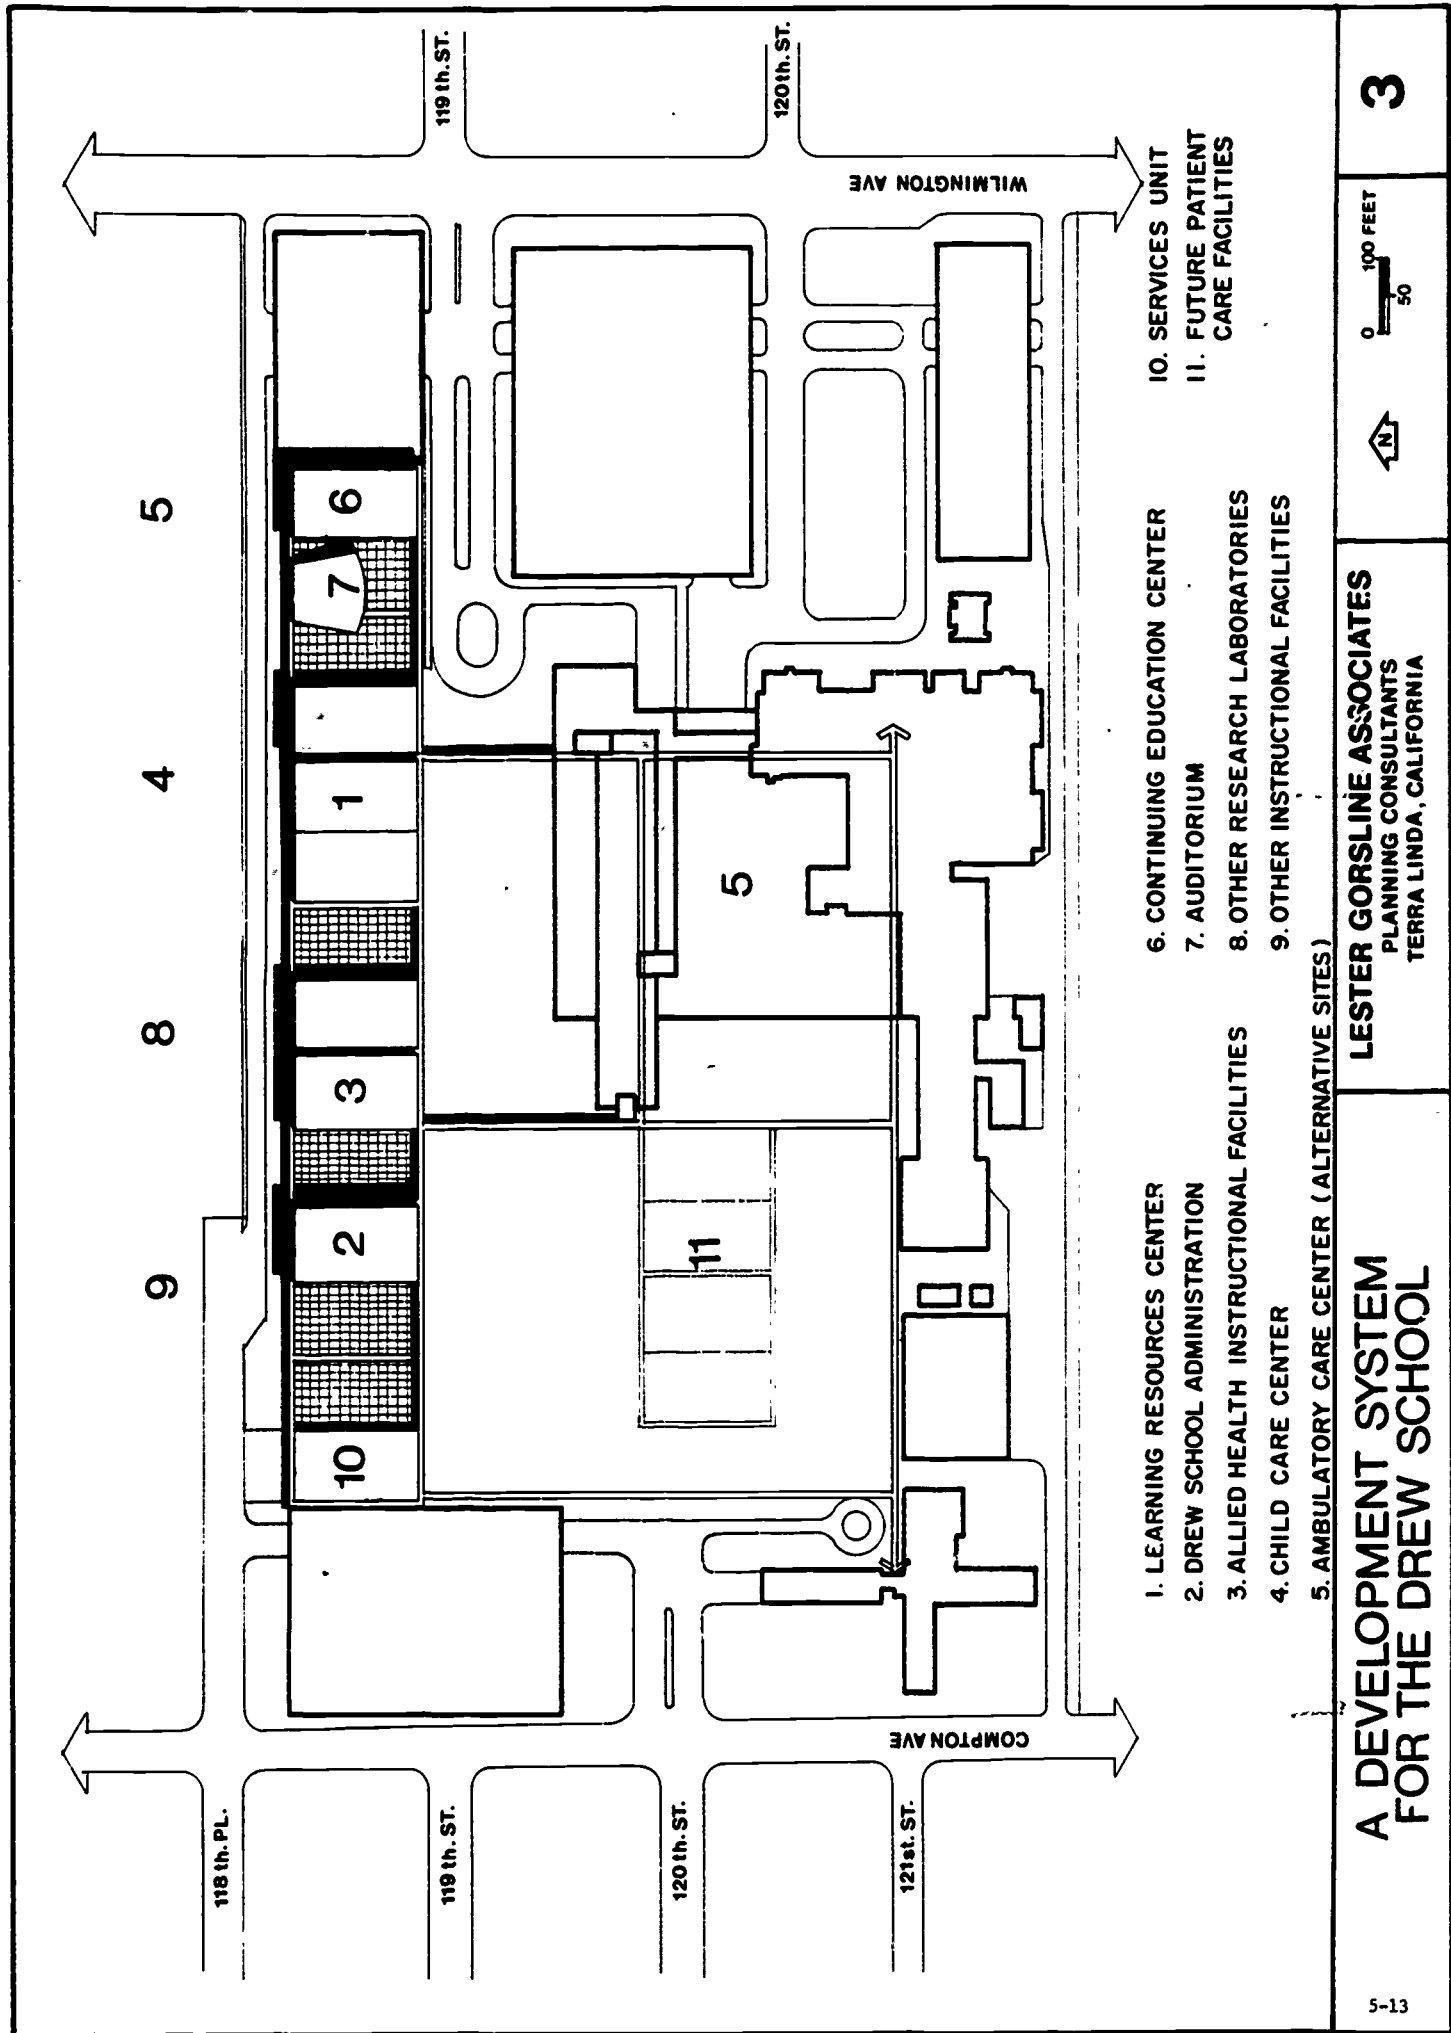 118th. PL.
119th. ST.
120th. ST.
121st. ST.
COMPTON AVE
9
8
4
5
10
2
3
1
7
6
11
5
119th. ST.
120th. ST.
WILMINGTON AVE
1. LEARNING RESOURCES CENTER
2. DREW SCHOOL ADMINISTRATION
3. ALLIED HEALTH INSTRUCTIONAL FACILITIES
4. CHILD CARE CENTER
5. AMBULATORY CARE CENTER (ALTERNATIVE SITES)
6. CONTINUING EDUCATION CENTER
7. AUDITORIUM
8. OTHER RESEARCH LABORATORIES
9. OTHER INSTRUCTIONAL FACILITIES
10. SERVICES UNIT
11. FUTURE PATIENT
CARE FACILITIES
A DEVELOPMENT SYSTEM
FOR THE DREW SCHOOL
LESTER GORSLINE ASSOCIATES
PLANNING CONSULTANTS
TERRA LINDA, CALIFORNIA
N
0 100 FEET
50
3
5-13